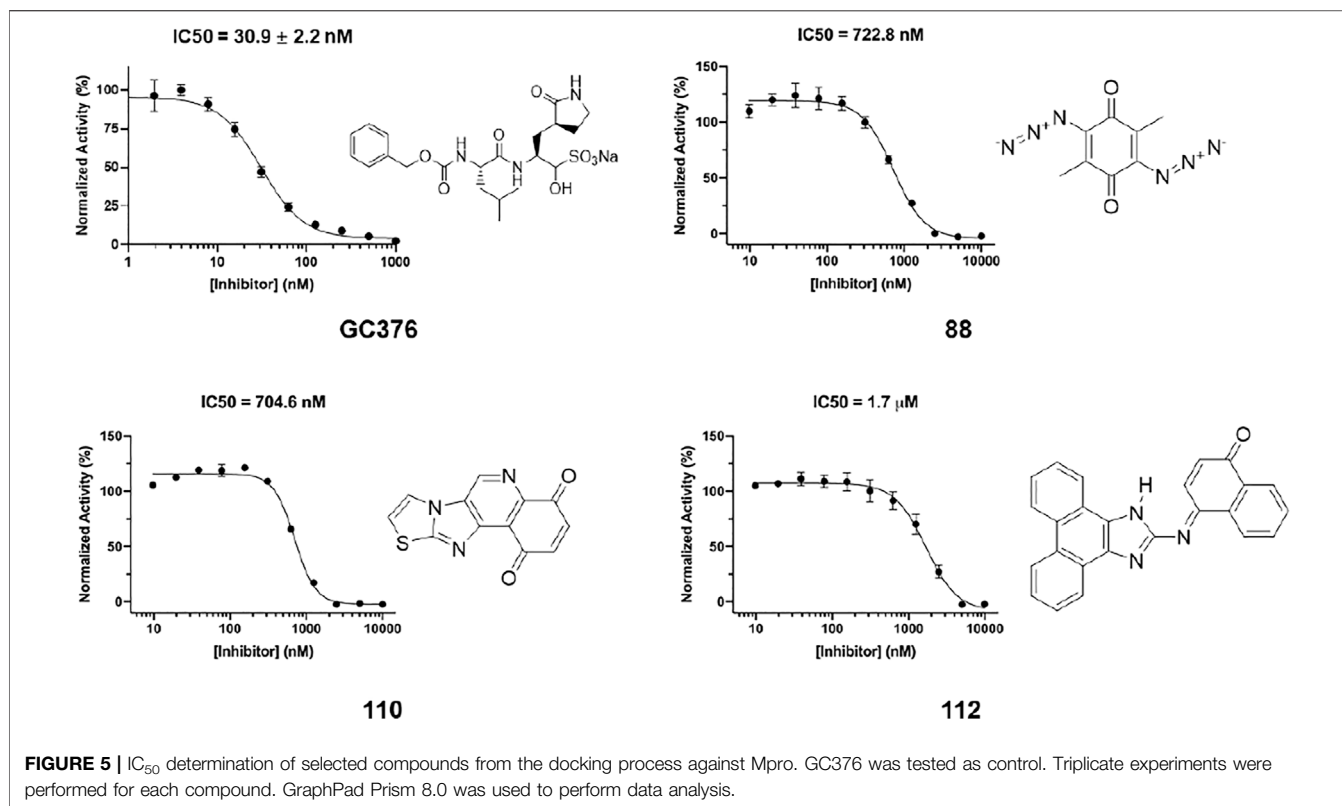 IC50 = 30.9 ± 2.2 nM
Normalized Activity (%)
100
75
50
25
0
1
10
100
1000
[Inhibitor] (nM)
O
H
N
O
O
H
N
O
N
H
SO₃Na
OH
GC376
IC50 = 722.8 nM
Normalized Activity (%)
150
100
50
0
10
100
1000
10000
[Inhibitor] (nM)
O
-N=N+=N
N=N+=N-
O
88
IC50 = 704.6 nM
Normalized Activity (%)
150
100
50
0
10
100
1000
10000
[Inhibitor] (nM)
N
O
N
S
N
O
110
IC50 = 1.7 μM
Normalized Activity (%)
150
100
50
0
10
100
1000
10000
[Inhibitor] (nM)
O
H
N
N
N
112
FIGURE 5 | IC₅₀ determination of selected compounds from the docking process against Mpro. GC376 was tested as control. Triplicate experiments were
performed for each compound. GraphPad Prism 8.0 was used to perform data analysis.